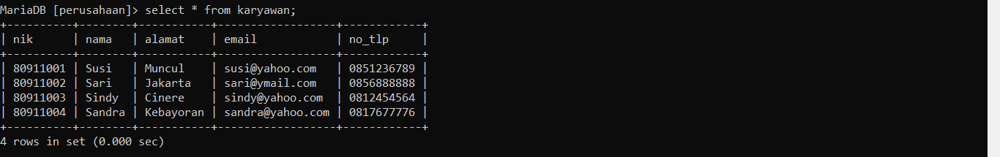 MariaDB [perusahaan]> select * from karyawan;
+----------+--------+-----------+------------------+------------+
| nik      | nama   | alamat    | email            | no_tlp     |
+----------+--------+-----------+------------------+------------+
| 80911001 | Susi   | Muncul    | susi@yahoo.com   | 0851236789 |
| 80911002 | Sari   | Jakarta   | sari@ymail.com   | 0856888888 |
| 80911003 | Sindy  | Cinere    | sindy@yahoo.com  | 0812454564 |
| 80911004 | Sandra | Kebayoran | sandra@yahoo.com | 0817677776 |
+----------+--------+-----------+------------------+------------+
4 rows in set (0.000 sec)